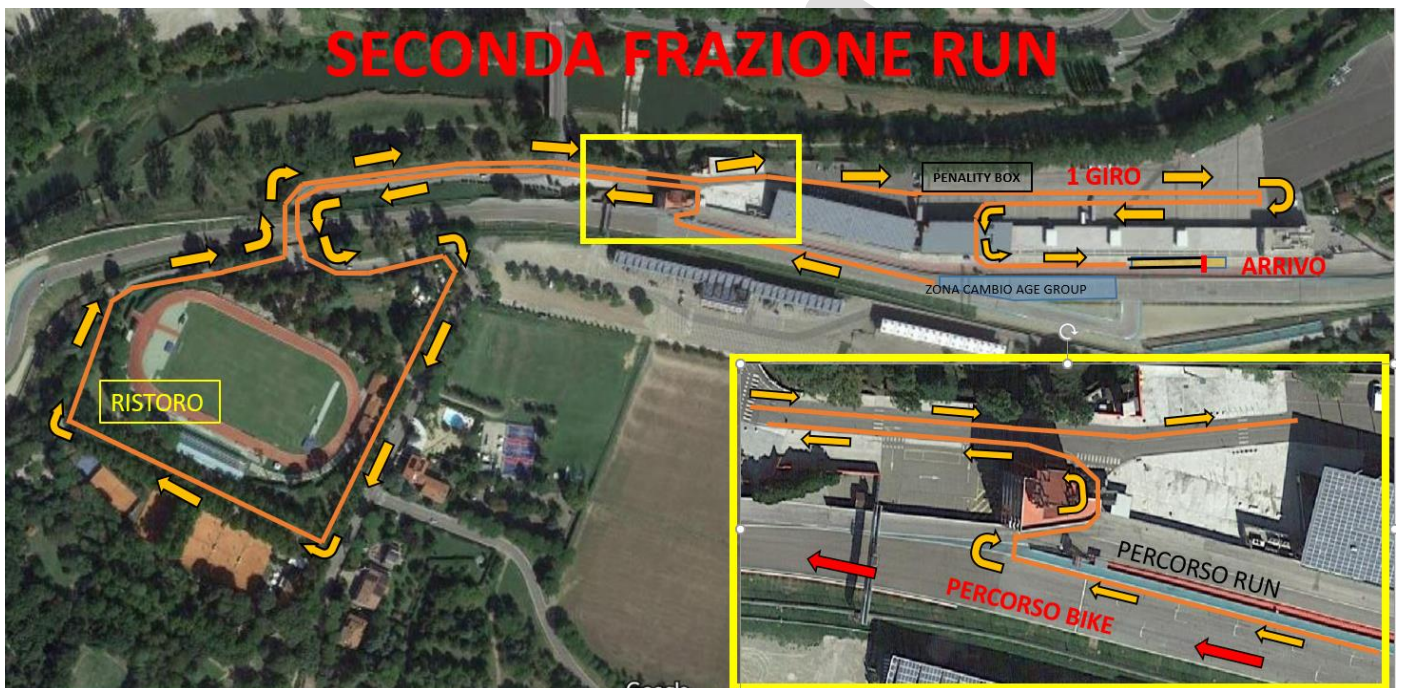 SECONDA FRAZIONE RUN
PENALITY BOX
1 GIRO
ARRIVO
ZONA CAMBIO AGE GROUP
RISTORO
PERCORSO RUN
PERCORSO BIKE
Google